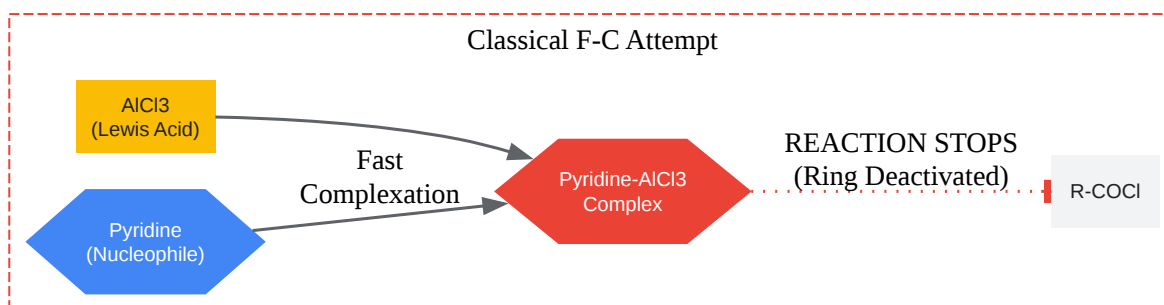 Classical F-C Attempt
AlCl3
(Lewis Acid)
Fast
Complexation
Pyridine
(Nucleophile)
Pyridine-AlCl3
Complex
REACTION STOPS
(Ring Deactivated)
R-COCl